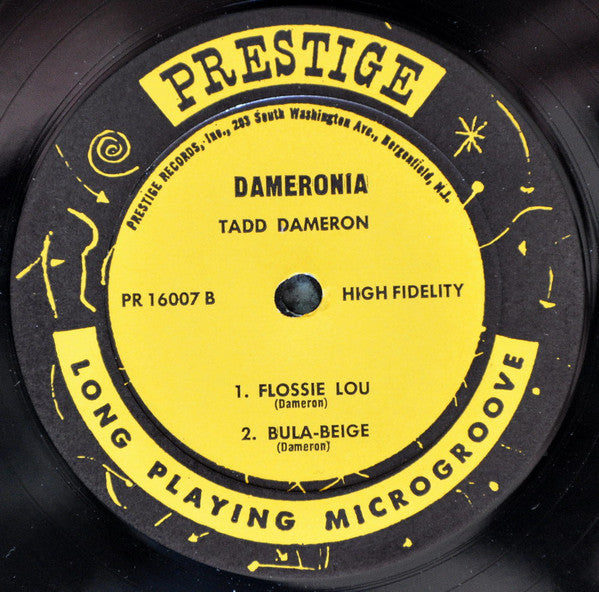 PRESTIGE
PRESTIGE RECORDS, Inc., 203 South Washington Ave., Bergenfield, N.J.
DAMERONIA
TADD DAMERON
PR 16007 B
HIGH FIDELITY
1. FLOSSIE LOU
(Dameron)
2. BULA-BEIGE
(Dameron)
LONG PLAYING MICROGROOVE